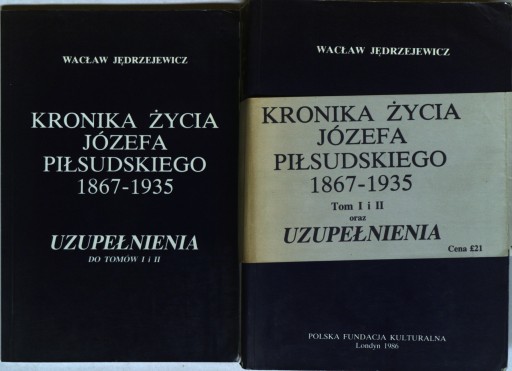 WACŁAW JĘDRZEJEWICZ
KRONIKA ŻYCIA
JÓZEFA
PIŁSUDSKIEGO
1867-1935
UZUPEŁNIENIA
DO TOMÓW I i II
WACŁAW JĘDRZEJEWICZ
KRONIKA ŻYCIA
JÓZEFA
PIŁSUDSKIEGO
1867-1935
Tom I i II
oraz
UZUPEŁNIENIA
Cena £21
POLSKA FUNDACJA KULTURALNA
Londyn 1986